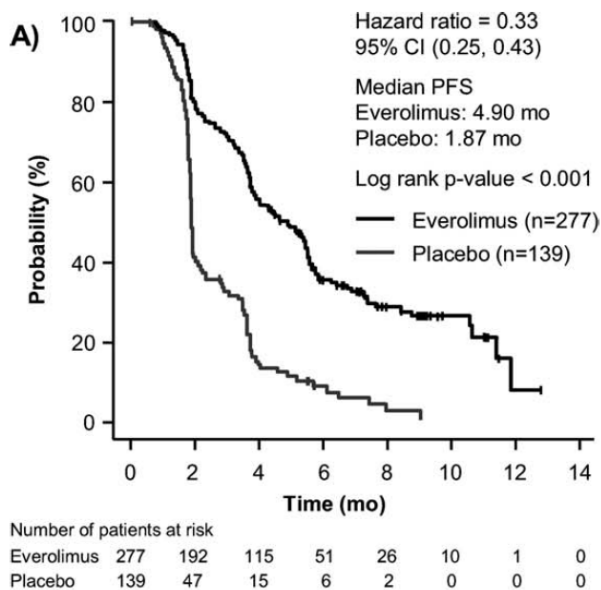 A)
Hazard ratio = 0.33
95% CI (0.25, 0.43)
Median PFS
Everolimus: 4.90 mo
Placebo: 1.87 mo
Log rank p-value < 0.001
Everolimus (n=277)
Placebo (n=139)
Probability (%)
100
80
60
40
20
0
0 2 4 6 8 10 12 14
Time (mo)
Number of patients at risk
Everolimus 277 192 115 51 26 10 1 0
Placebo 139 47 15 6 2 0 0 0